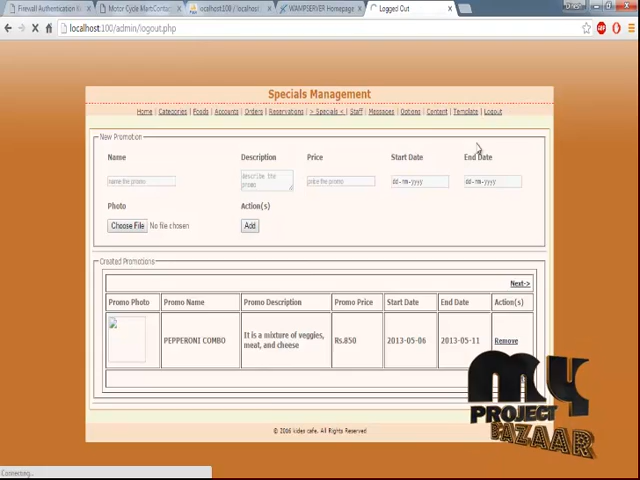 Firewall Authentication K
Motor Cycle Mart:Contac
localhost:100 / localhost
WAMPSERVER Homepage
Logged Out
localhost:100/admin/logout.php
Specials Management
Home | Categories | Foods | Accounts | Orders | Reservations | > Specials < | Staff | Messages | Options | Content | Template | Logout
New Promotion
Name Description Price Start Date End Date
name the promo describe the promo price the promo dd-mm-yyyy dd-mm-yyyy
Photo Action(s)
Choose File No file chosen Add
Created Promotions
Next->
Promo Photo Promo Name Promo Description Promo Price Start Date End Date Action(s)
PEPPERONI COMBO It is a mixture of veggies, meat, and cheese Rs.850 2013-05-06 2013-05-11 Remove
MY
PROJECT
BAZAAR
© 2006 kides cafe. All Rights Reserved
Connecting...